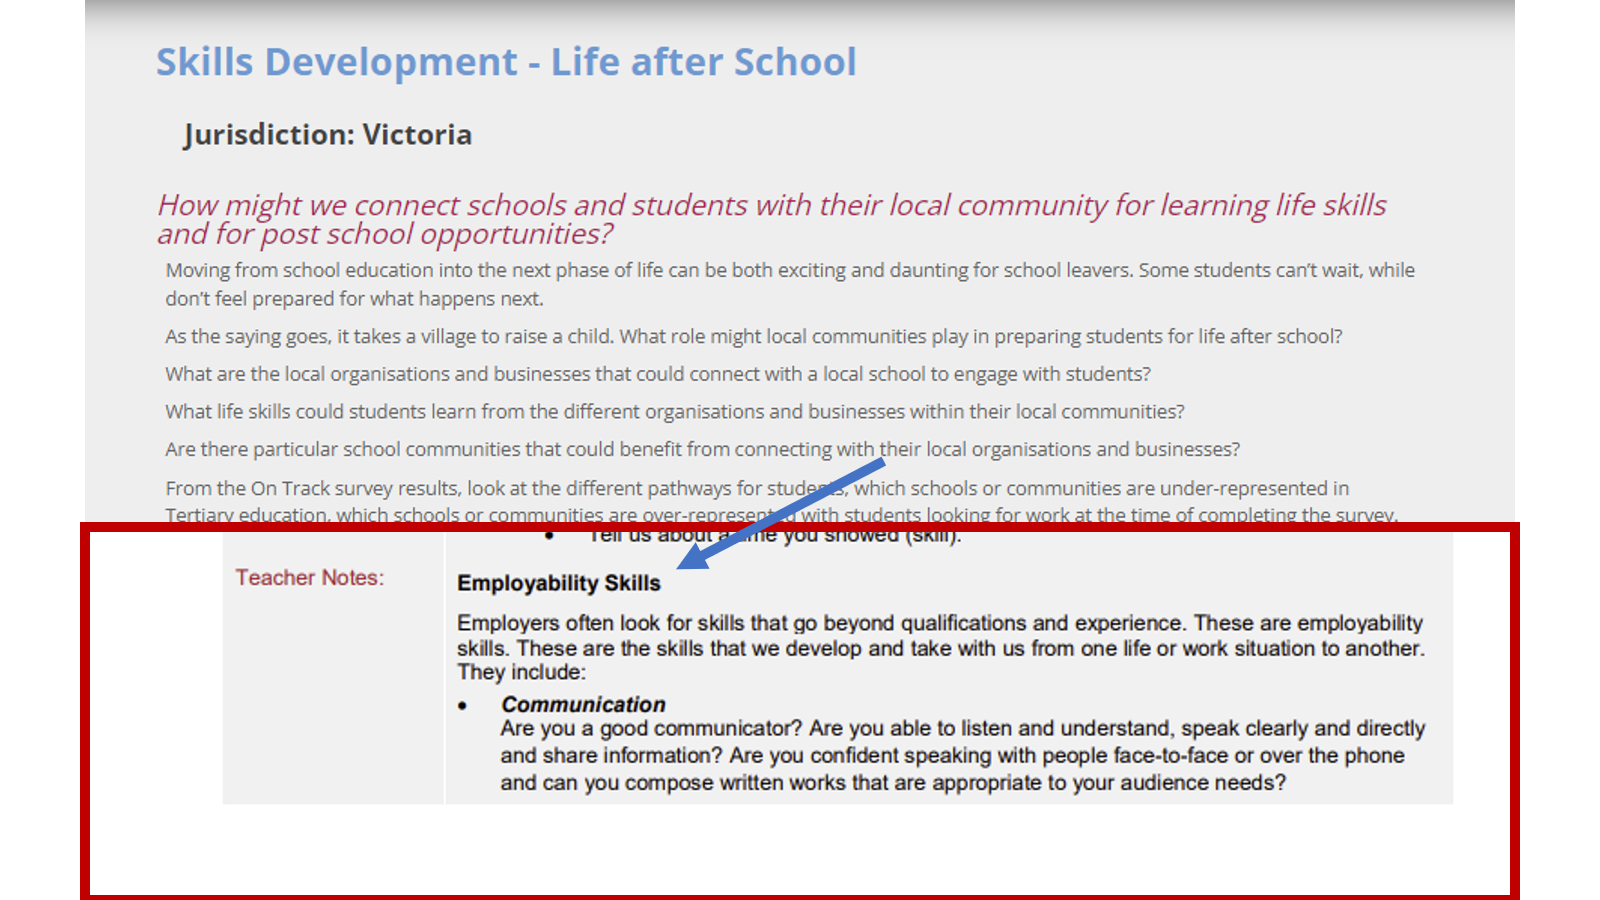 Skills Development - Life after School
Jurisdiction: Victoria
How might we connect schools and students with their local community for learning life skills
and for post school opportunities?
Moving from school education into the next phase of life can be both exciting and daunting for school leavers. Some students can’t wait, while
don’t feel prepared for what happens next.
As the saying goes, it takes a village to raise a child. What role might local communities play in preparing students for life after school?
What are the local organisations and businesses that could connect with a local school to engage with students?
What life skills could students learn from the different organisations and businesses within their local communities?
Are there particular school communities that could benefit from connecting with their local organisations and businesses?
From the On Track survey results, look at the different pathways for students, which schools or communities are under-represented in
Tertiary education, which schools or communities are over-represented with students looking for work at the time of completing the survey.
• Tell us about a time you showed (skill).
Teacher Notes:
Employability Skills
Employers often look for skills that go beyond qualifications and experience. These are employability
skills. These are the skills that we develop and take with us from one life or work situation to another.
They include:
• Communication
Are you a good communicator? Are you able to listen and understand, speak clearly and directly
and share information? Are you confident speaking with people face-to-face or over the phone
and can you compose written works that are appropriate to your audience needs?